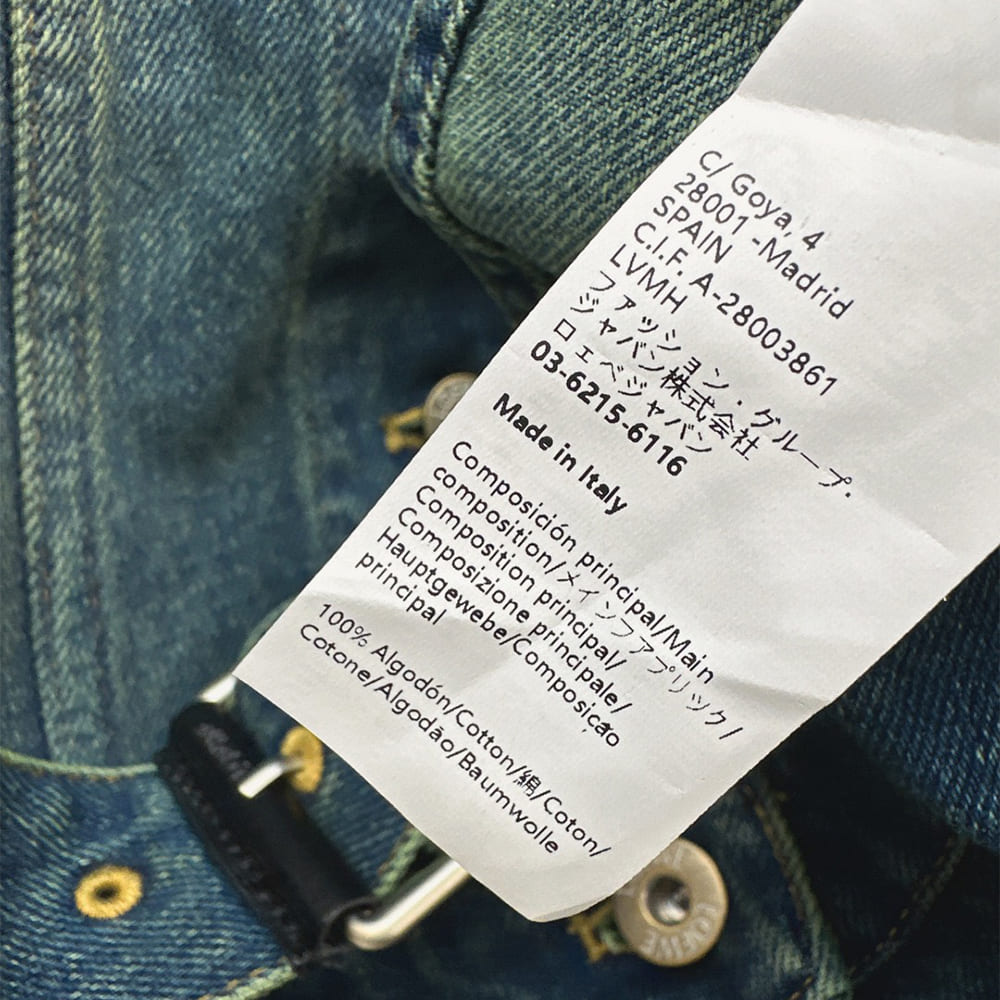 C/ Goya, 4
28001 -Madrid
SPAIN
C.I.F. A-28003861
LVMH
ファッション・グループ・
ジャパン株式会社
ロエベジャパン
03-6215-6116
Made in Italy
Composición principal/Main
composition/メインファブリック/
Composition principal/
Composizione principale/
Hauptgewebe/Composição
principal
100% Algodón/Cotton/綿/Coton/
Cotone/Algodão/Baumwolle
LOEWE